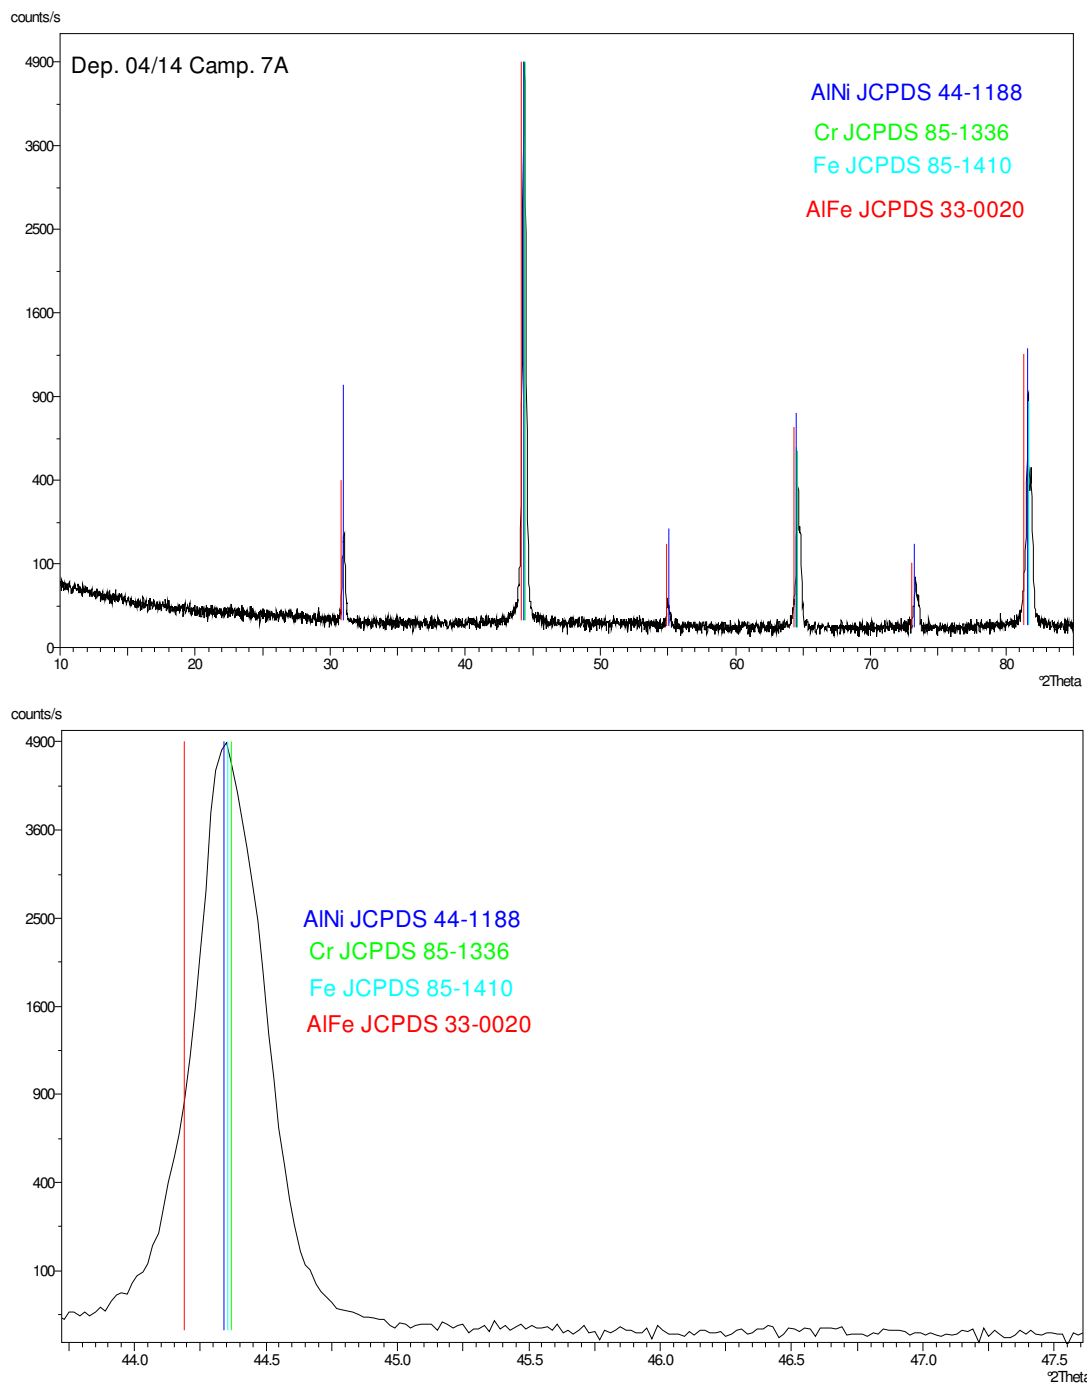 counts/s
4900
Dep. 04/14 Camp. 7A
AlNi JCPDS 44-1188
Cr JCPDS 85-1336
3600
Fe JCPDS 85-1410
AlFe JCPDS 33-0020
2500
1600
900
400
100
0
10 20 30 40 50 60 70 80
°2Theta
counts/s
4900
3600
2500
AlNi JCPDS 44-1188
Cr JCPDS 85-1336
Fe JCPDS 85-1410
1600
AlFe JCPDS 33-0020
900
400
100
44.0 44.5 45.0 45.5 46.0 46.5 47.0 47.5
°2Theta